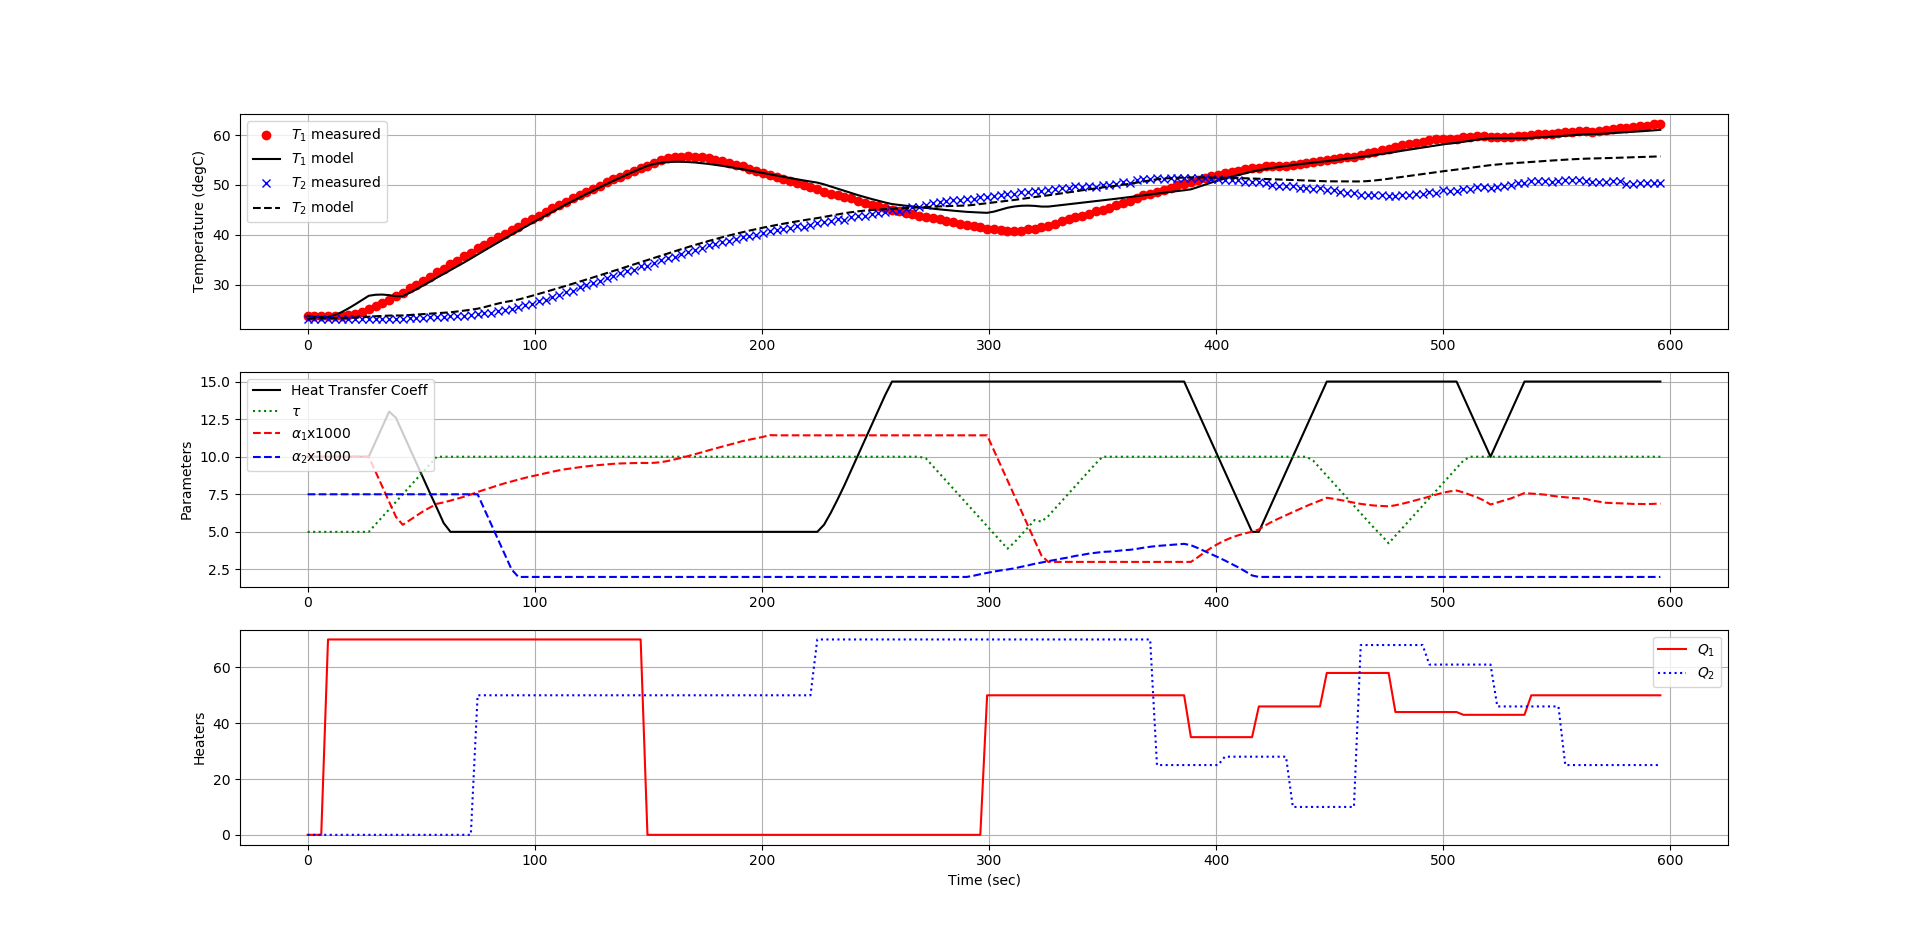 Temperature (degC)
60
50
40
30
T1 measured
T1 model
T2 measured
T2 model
0 100 200 300 400 500 600
Parameters
15.0
12.5
10.0
7.5
5.0
2.5
Heat Transfer Coeff
τ
α1x1000
α2x1000
0 100 200 300 400 500 600
Heaters
60
40
20
0
Q1
Q2
0 100 200 300 400 500 600
Time (sec)